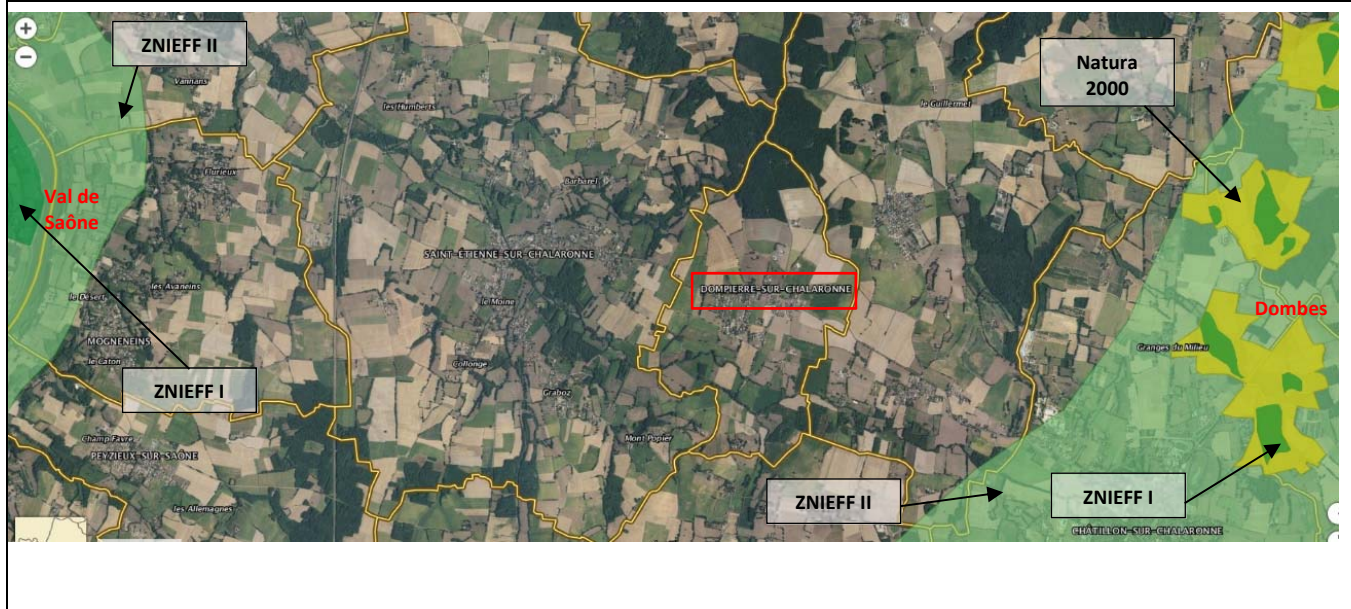 +
−
ZNIEFF II
Vannans
les Humberts
Natura
2000
le Guillermet
Flurieux
Barbarel
Val de
Saône
SAINT-ÉTIENNE-SUR-CHALARONNE
les Avaneins
le Désert
le Moine
DOMPIERRE-SUR-CHALARONNE
Dombes
MOGNENEINS
le Caton
Collonge
Granges du Milieu
ZNIEFF I
Graboz
Champ Favre
PEYZIEUX-SUR-SAÔNE
Mont Popier
les Allemagnes
ZNIEFF II
ZNIEFF I
CHÂTILLON-SUR-CHALARONNE